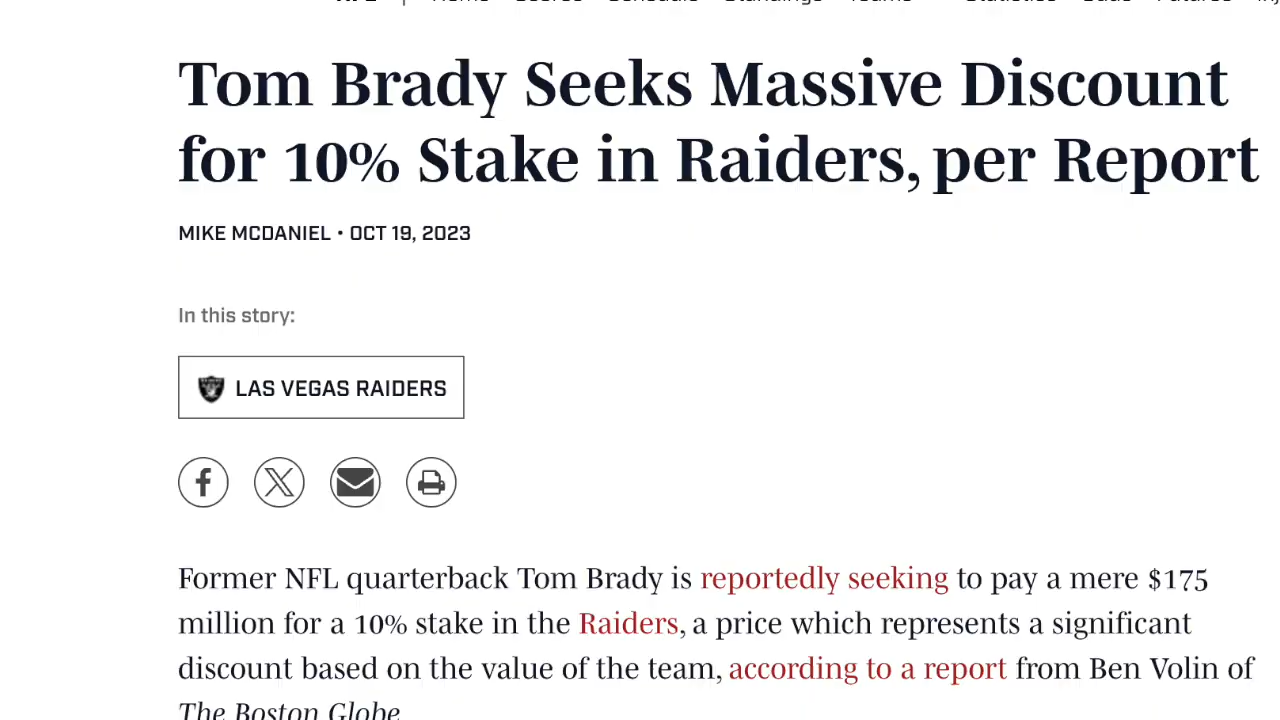 Tom Brady Seeks Massive Discount
for 10% Stake in Raiders, per Report
MIKE MCDANIEL • OCT 19, 2023
In this story:
LAS VEGAS RAIDERS
Former NFL quarterback Tom Brady is reportedly seeking to pay a mere $175
million for a 10% stake in the Raiders, a price which represents a significant
discount based on the value of the team, according to a report from Ben Volin of
The Boston Globe